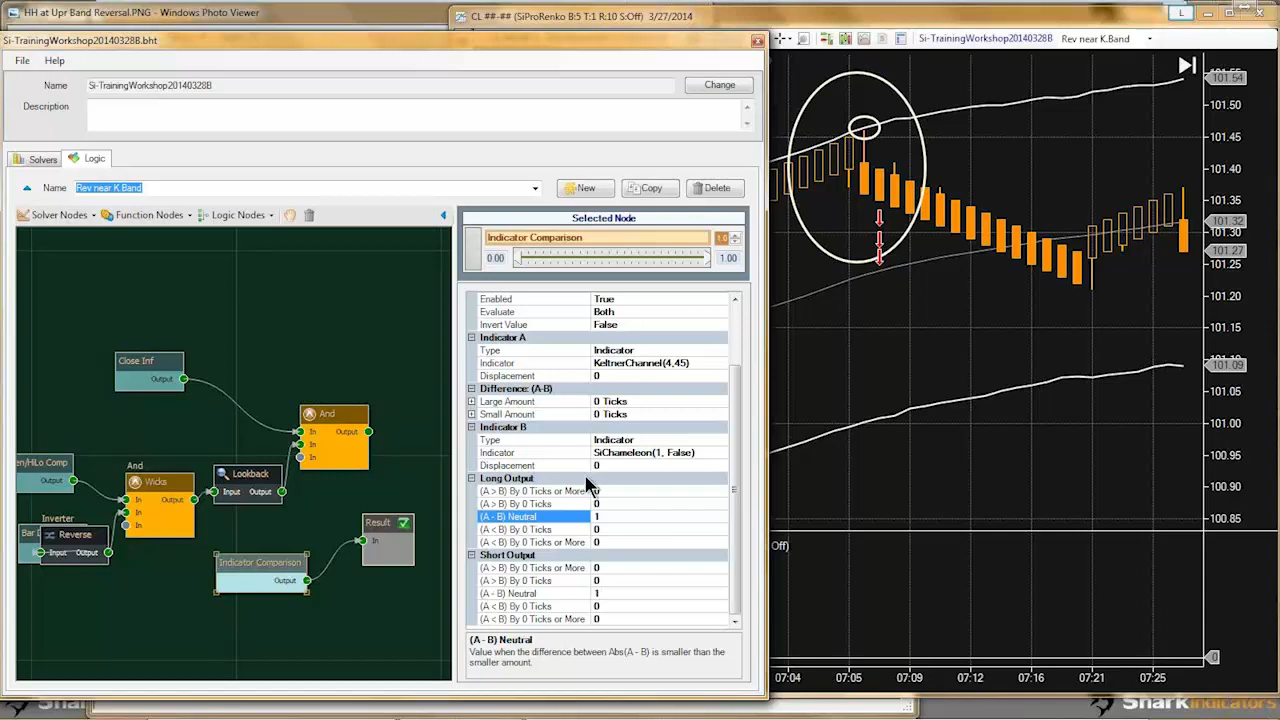 HH at Upr Band Reversal.PNG - Windows Photo Viewer
CL ##-## (SiProRenko B:5 T:1 R:10 S:Off) 3/27/2014
L
Si-TrainingWorkshop20140328B.bht
Si-TrainingWorkshop20140328B
Rev near K.Band
File
Help
Name
Si-TrainingWorkshop20140328B
Change
Description
Solvers
Logic
Name
Rev near K.Band
New
Copy
Delete
Solver Nodes
Function Nodes
Logic Nodes
Selected Node
Indicator Comparison
1.0
0.00
1.00
Close Inf
Output
And
In
Output
In
In
en/HiLo Comp
Output
And
Wicks
In
Output
In
In
Lookback
Input
Output
Inverter
Bar
Reverse
Input
Output
Result
In
Indicator Comparison
Output
Enabled True
Evaluate Both
Invert Value False
Indicator A
Type Indicator
Indicator KeltnerChannel(4,45)
Displacement 0
Difference: (A-B)
Large Amount 0 Ticks
Small Amount 0 Ticks
Indicator B
Type Indicator
Indicator SiChameleon(1, False)
Displacement 0
Long Output
(A > B) By 0 Ticks or More 0
(A > B) By 0 Ticks 0
(A - B) Neutral 1
(A < B) By 0 Ticks 0
(A < B) By 0 Ticks or More 0
Short Output
(A > B) By 0 Ticks or More 0
(A > B) By 0 Ticks 0
(A - B) Neutral 1
(A < B) By 0 Ticks 0
(A < B) By 0 Ticks or More 0
(A - B) Neutral
Value when the difference between Abs(A - B) is smaller than the
smaller amount.
101.54
101.50
101.45
101.40
101.35
101.32
101.30
101.27
101.25
101.20
101.15
101.09
101.05
101.00
100.95
100.90
100.85
Off)
0
07:04
07:05
07:09
07:12
07:14
07:16
07:21
07:25
SharkIndicators